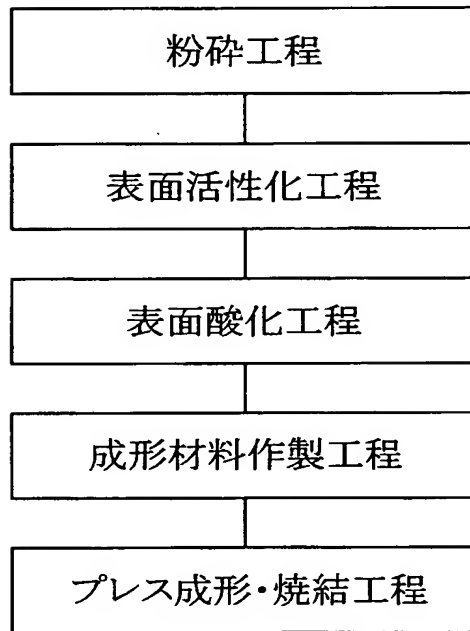 粉砕工程
表面活性化工程
表面酸化工程
成形材料作製工程
プレス成形・焼結工程